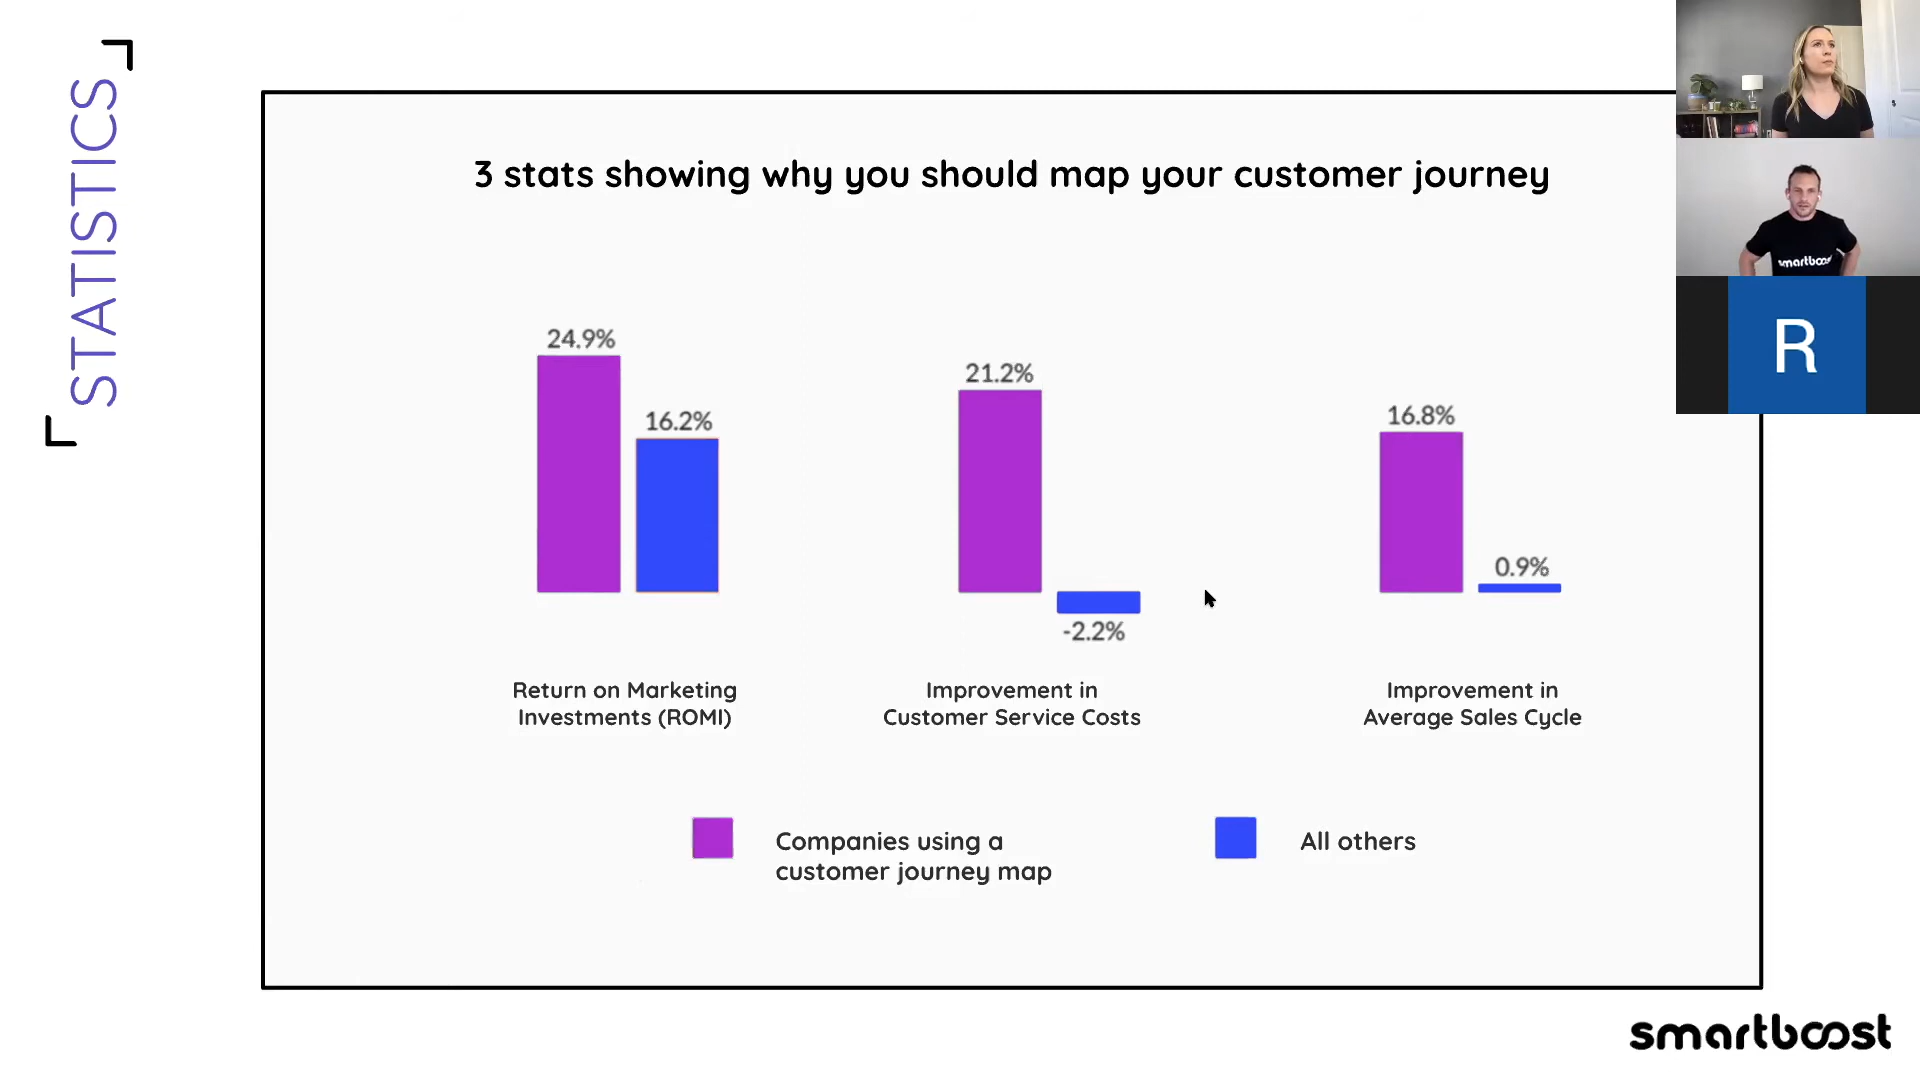 STATISTICS
3 stats showing why you should map your customer journey
24.9%
16.2%
21.2%
-2.2%
16.8%
0.9%
Return on Marketing
Investments (ROMI)
Improvement in
Customer Service Costs
Improvement in
Average Sales Cycle
Companies using a
customer journey map
All others
smartboost
R
smartboost